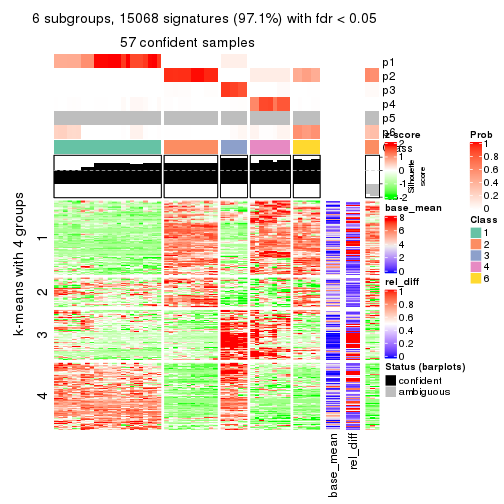 6 subgroups, 15068 signatures (97.1%) with fdr < 0.05
57 confident samples
p1
p2
p3
p4
p5
p6
Class
z-score
2
1
0
-1
-2
Silhouette
score
Prob
1
0.8
0.6
0.4
0.2
0
base_mean
8
6
4
2
0
Class
1
2
3
4
6
rel_diff
1
0.8
0.6
0.4
0.2
0
Status (barplots)
confident
ambiguous
k-means with 4 groups
1
2
3
4
base_mean
rel_diff